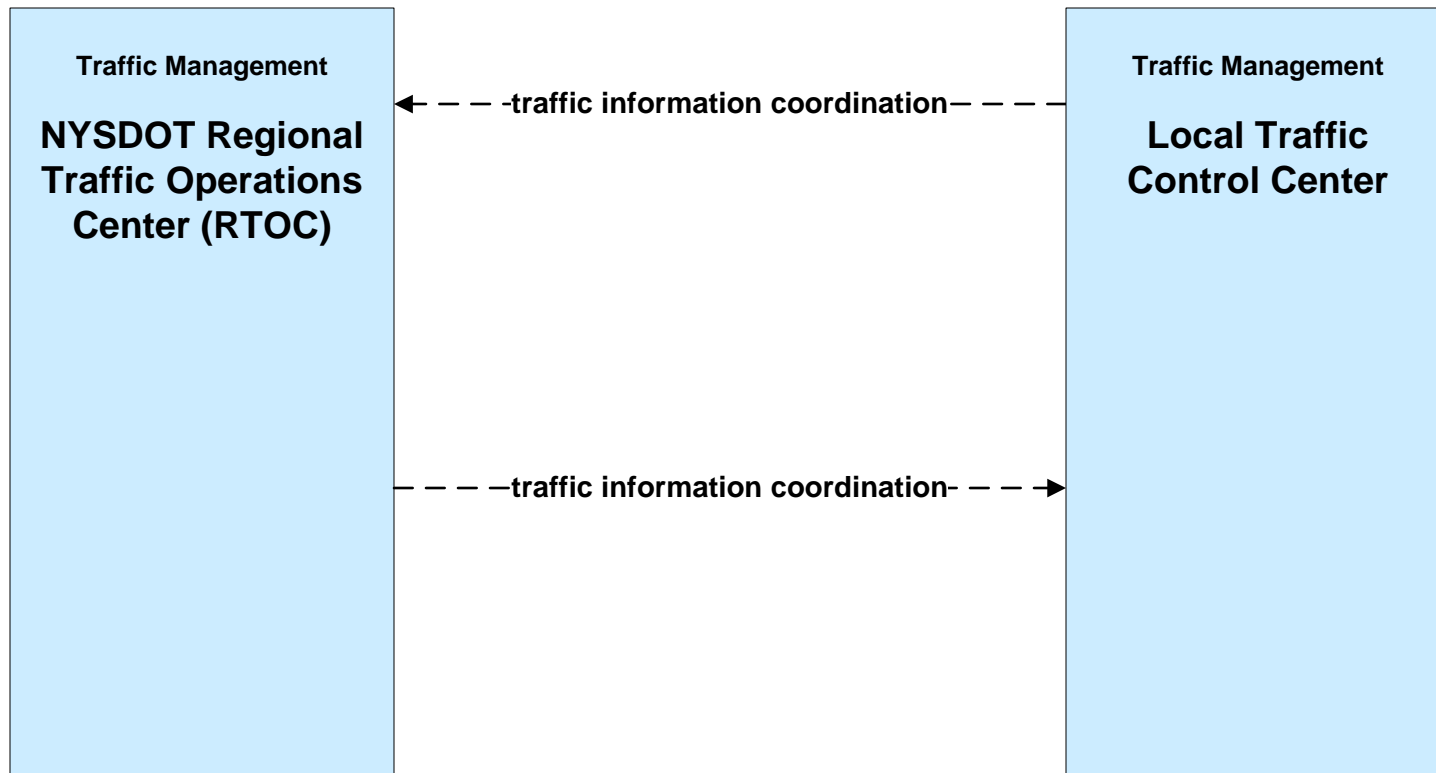 Traffic Management
NYSDOT Regional
Traffic Operations
Center (RTOC)
traffic information coordination
traffic information coordination
Traffic Management
Local Traffic
Control Center